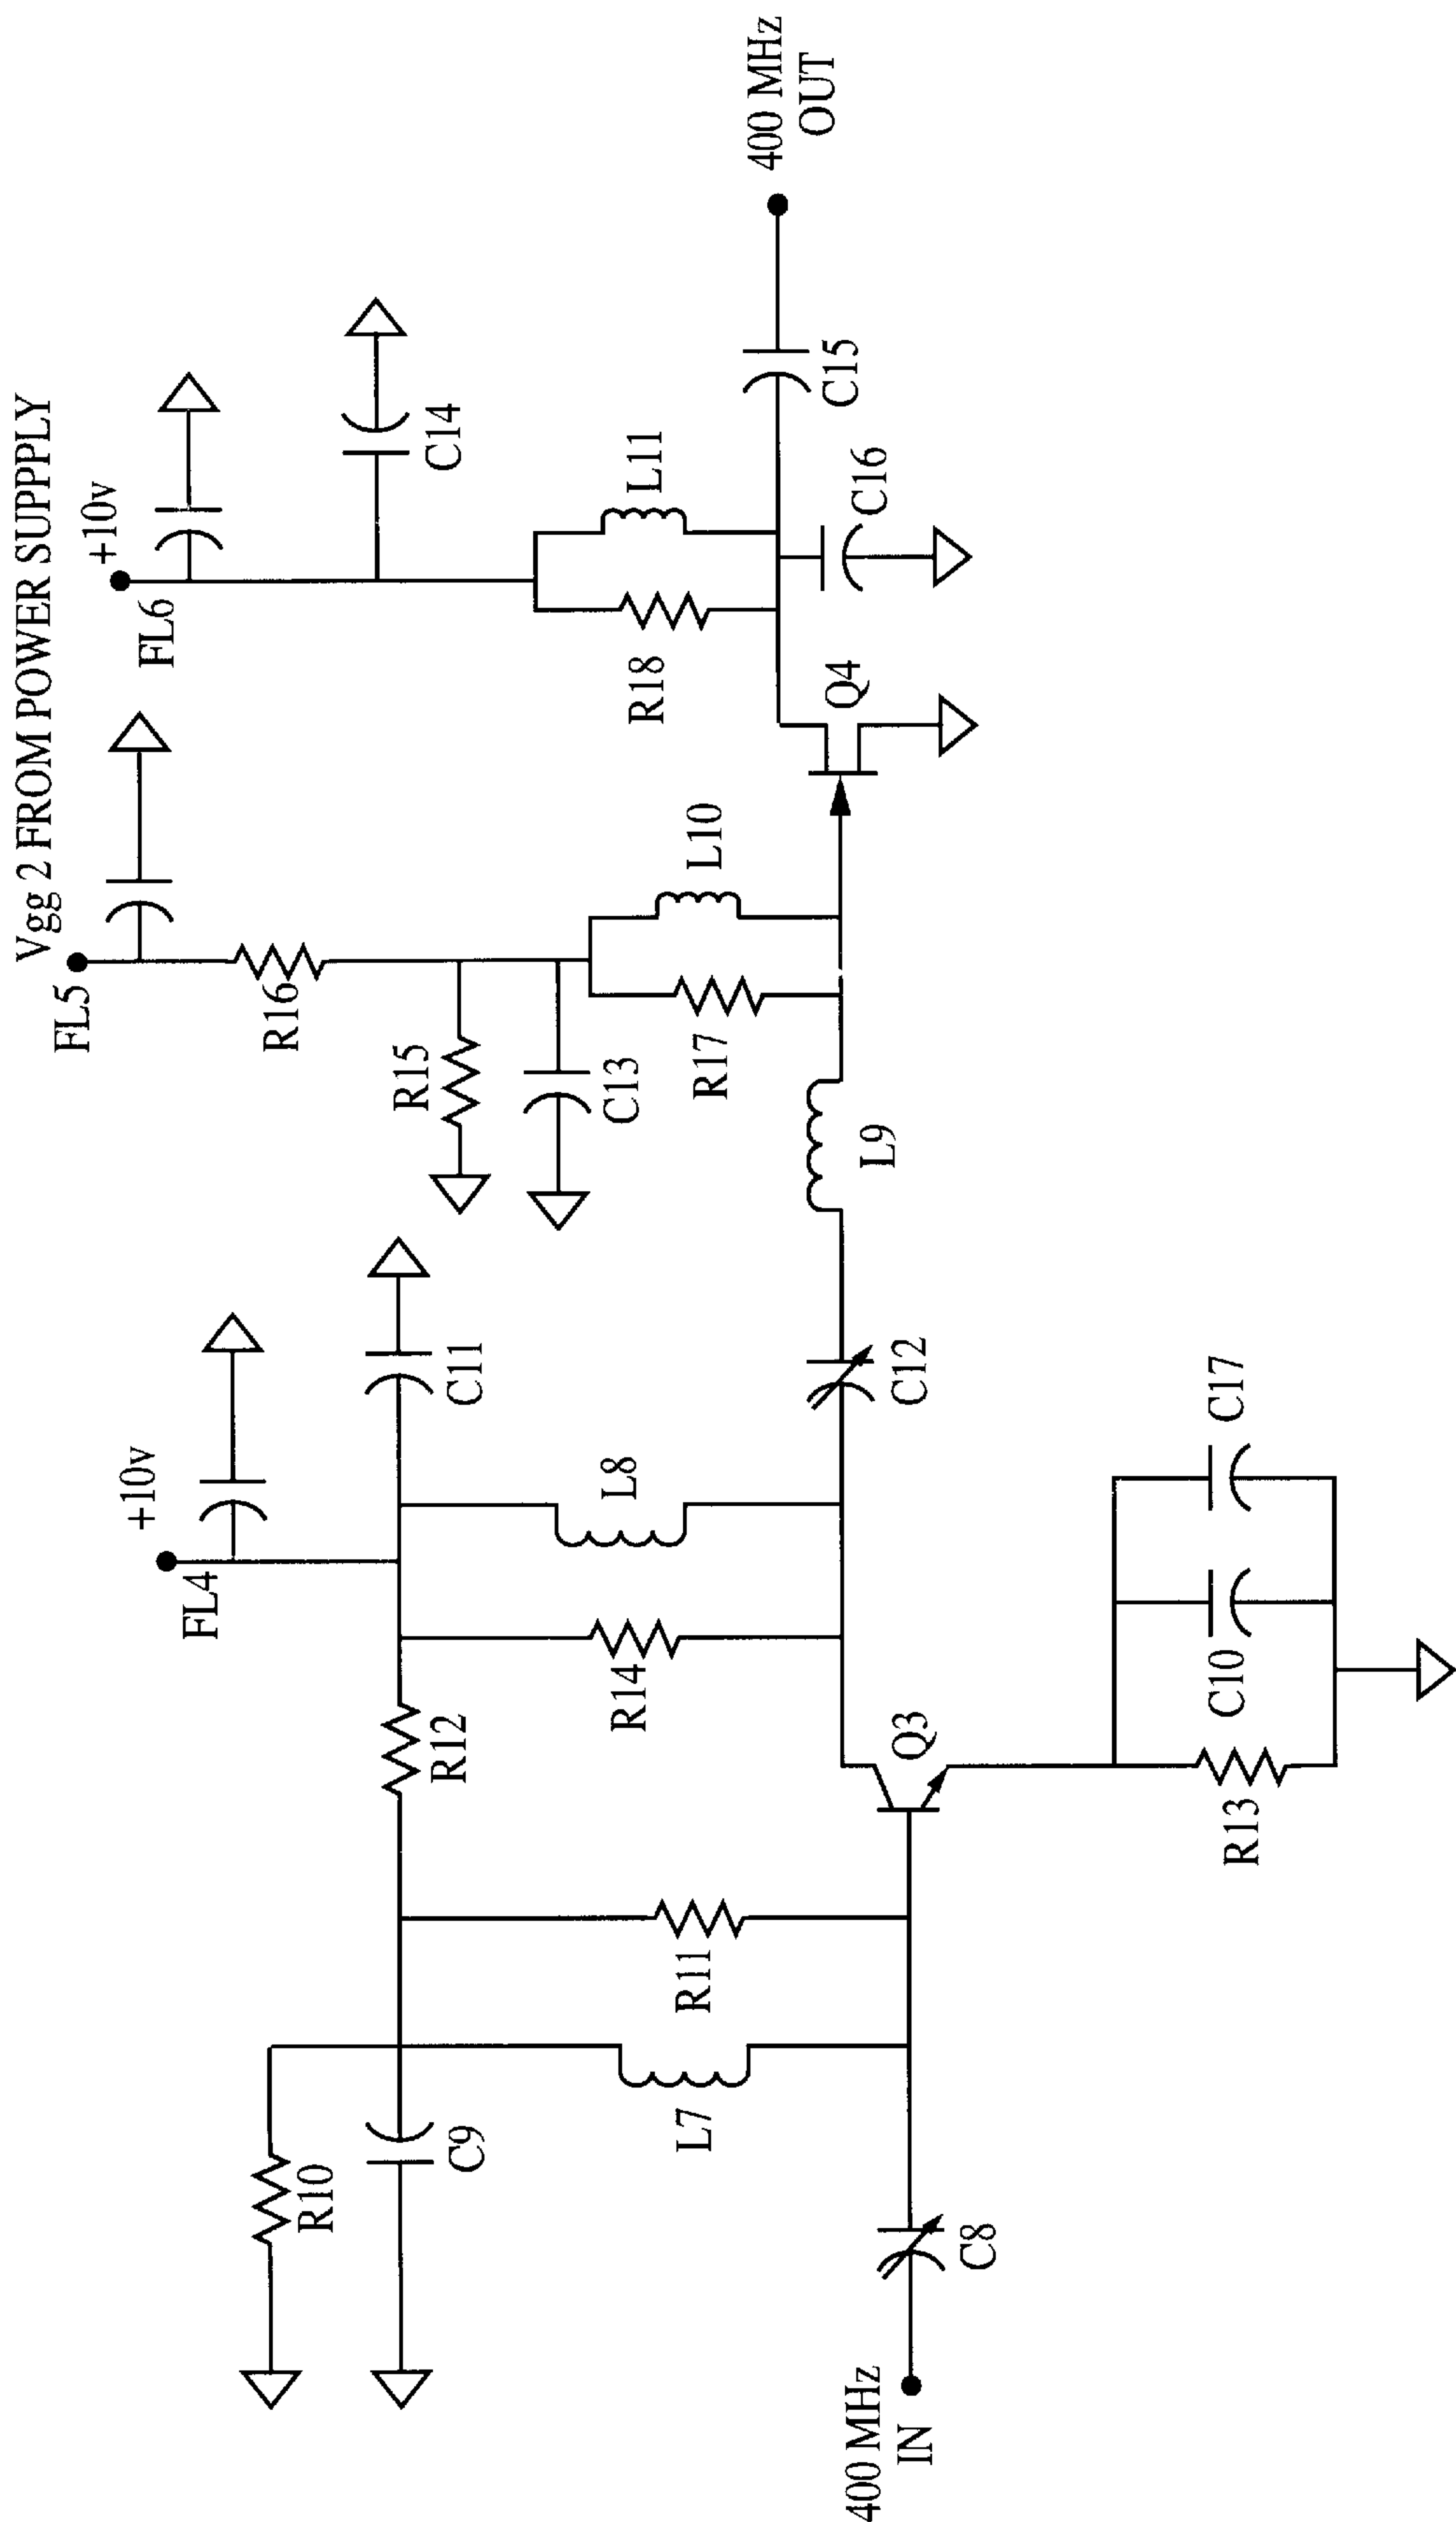 Vgg 2 FROM POWER SUPPPLY
FL5
+10v
FL6
+10v
FL4
R16
C14
R15
C13
L10
R17
L11
R18
400 MHz
OUT
C15
C16
Q4
L9
C11
L8
C12
R14
R12
R10
C9
R11
L7
Q3
C8
400 MHz
IN
R13
C10
C17